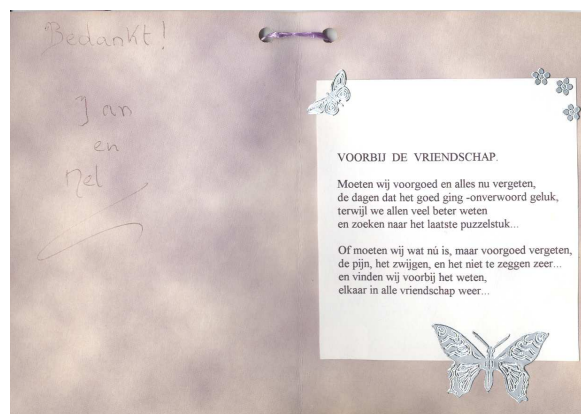 Bedankt!
Jan
en
Nel
VOORBIJ DE VRIENDSCHAP.
Moeten wij voorgoed en alles nu vergeten,
de dagen dat het goed ging -onverwoord geluk,
terwijl we allen veel beter weten
en zoeken naar het laatste puzzelstuk...
Of moeten wij wat nú is, maar voorgoed vergeten,
de pijn, het zwijgen, en het niet te zeggen zeer...
en vinden wij voorbij het weten,
elkaar in alle vriendschap weer...